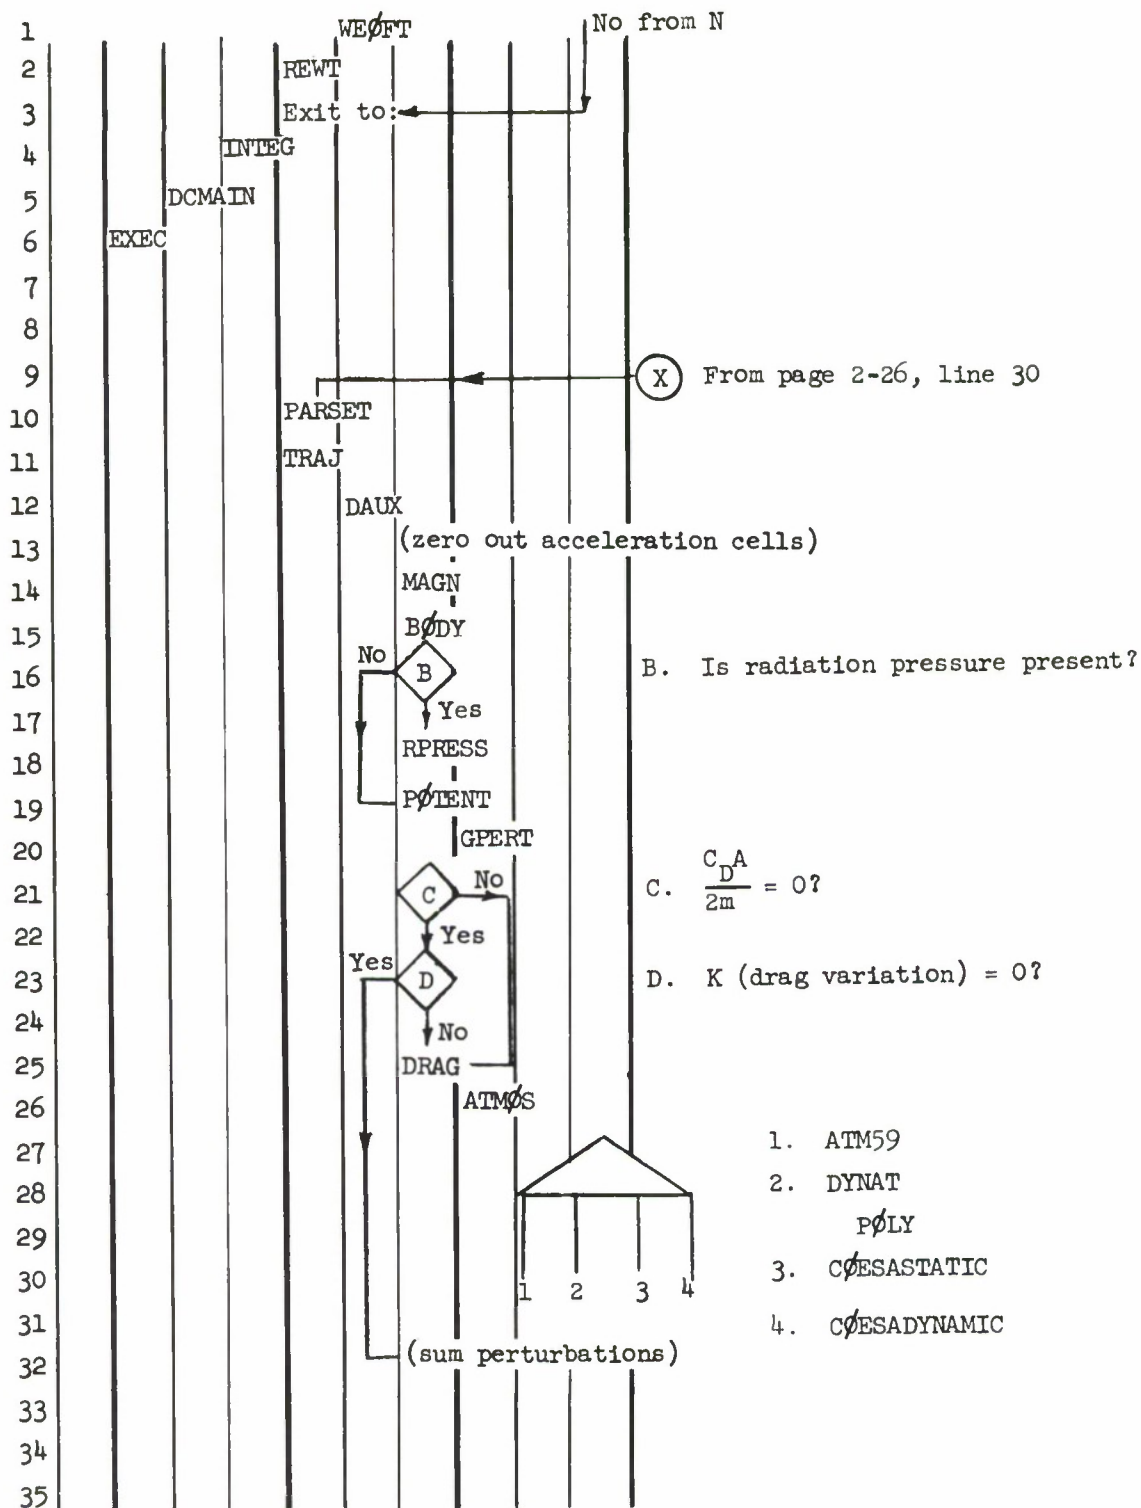 1 WEØFT No from N
2 REWT
3 Exit to:
4 INTEG
5 DCMAIN
6 EXEC
7
8
9 X From page 2-26, line 30
10 PARSET
11 TRAJ
12 DAUX
13 (zero out acceleration cells)
14 MAGN
15 BØDY
16 No B B. Is radiation pressure present?
17 Yes
18 RPRESS
19 PØTENT
20 GPERT
21 C No C. C_DA/2m = 0?
22 Yes
23 Yes D D. K (drag variation) = 0?
24 No
25 DRAG
26 ATMØS
27 1. ATM59
28 2. DYNAT
29 PØLY
30 1 2 3 4 3. CØESASTATIC
31 4. CØESADYNAMIC
32 (sum perturbations)
33
34
35